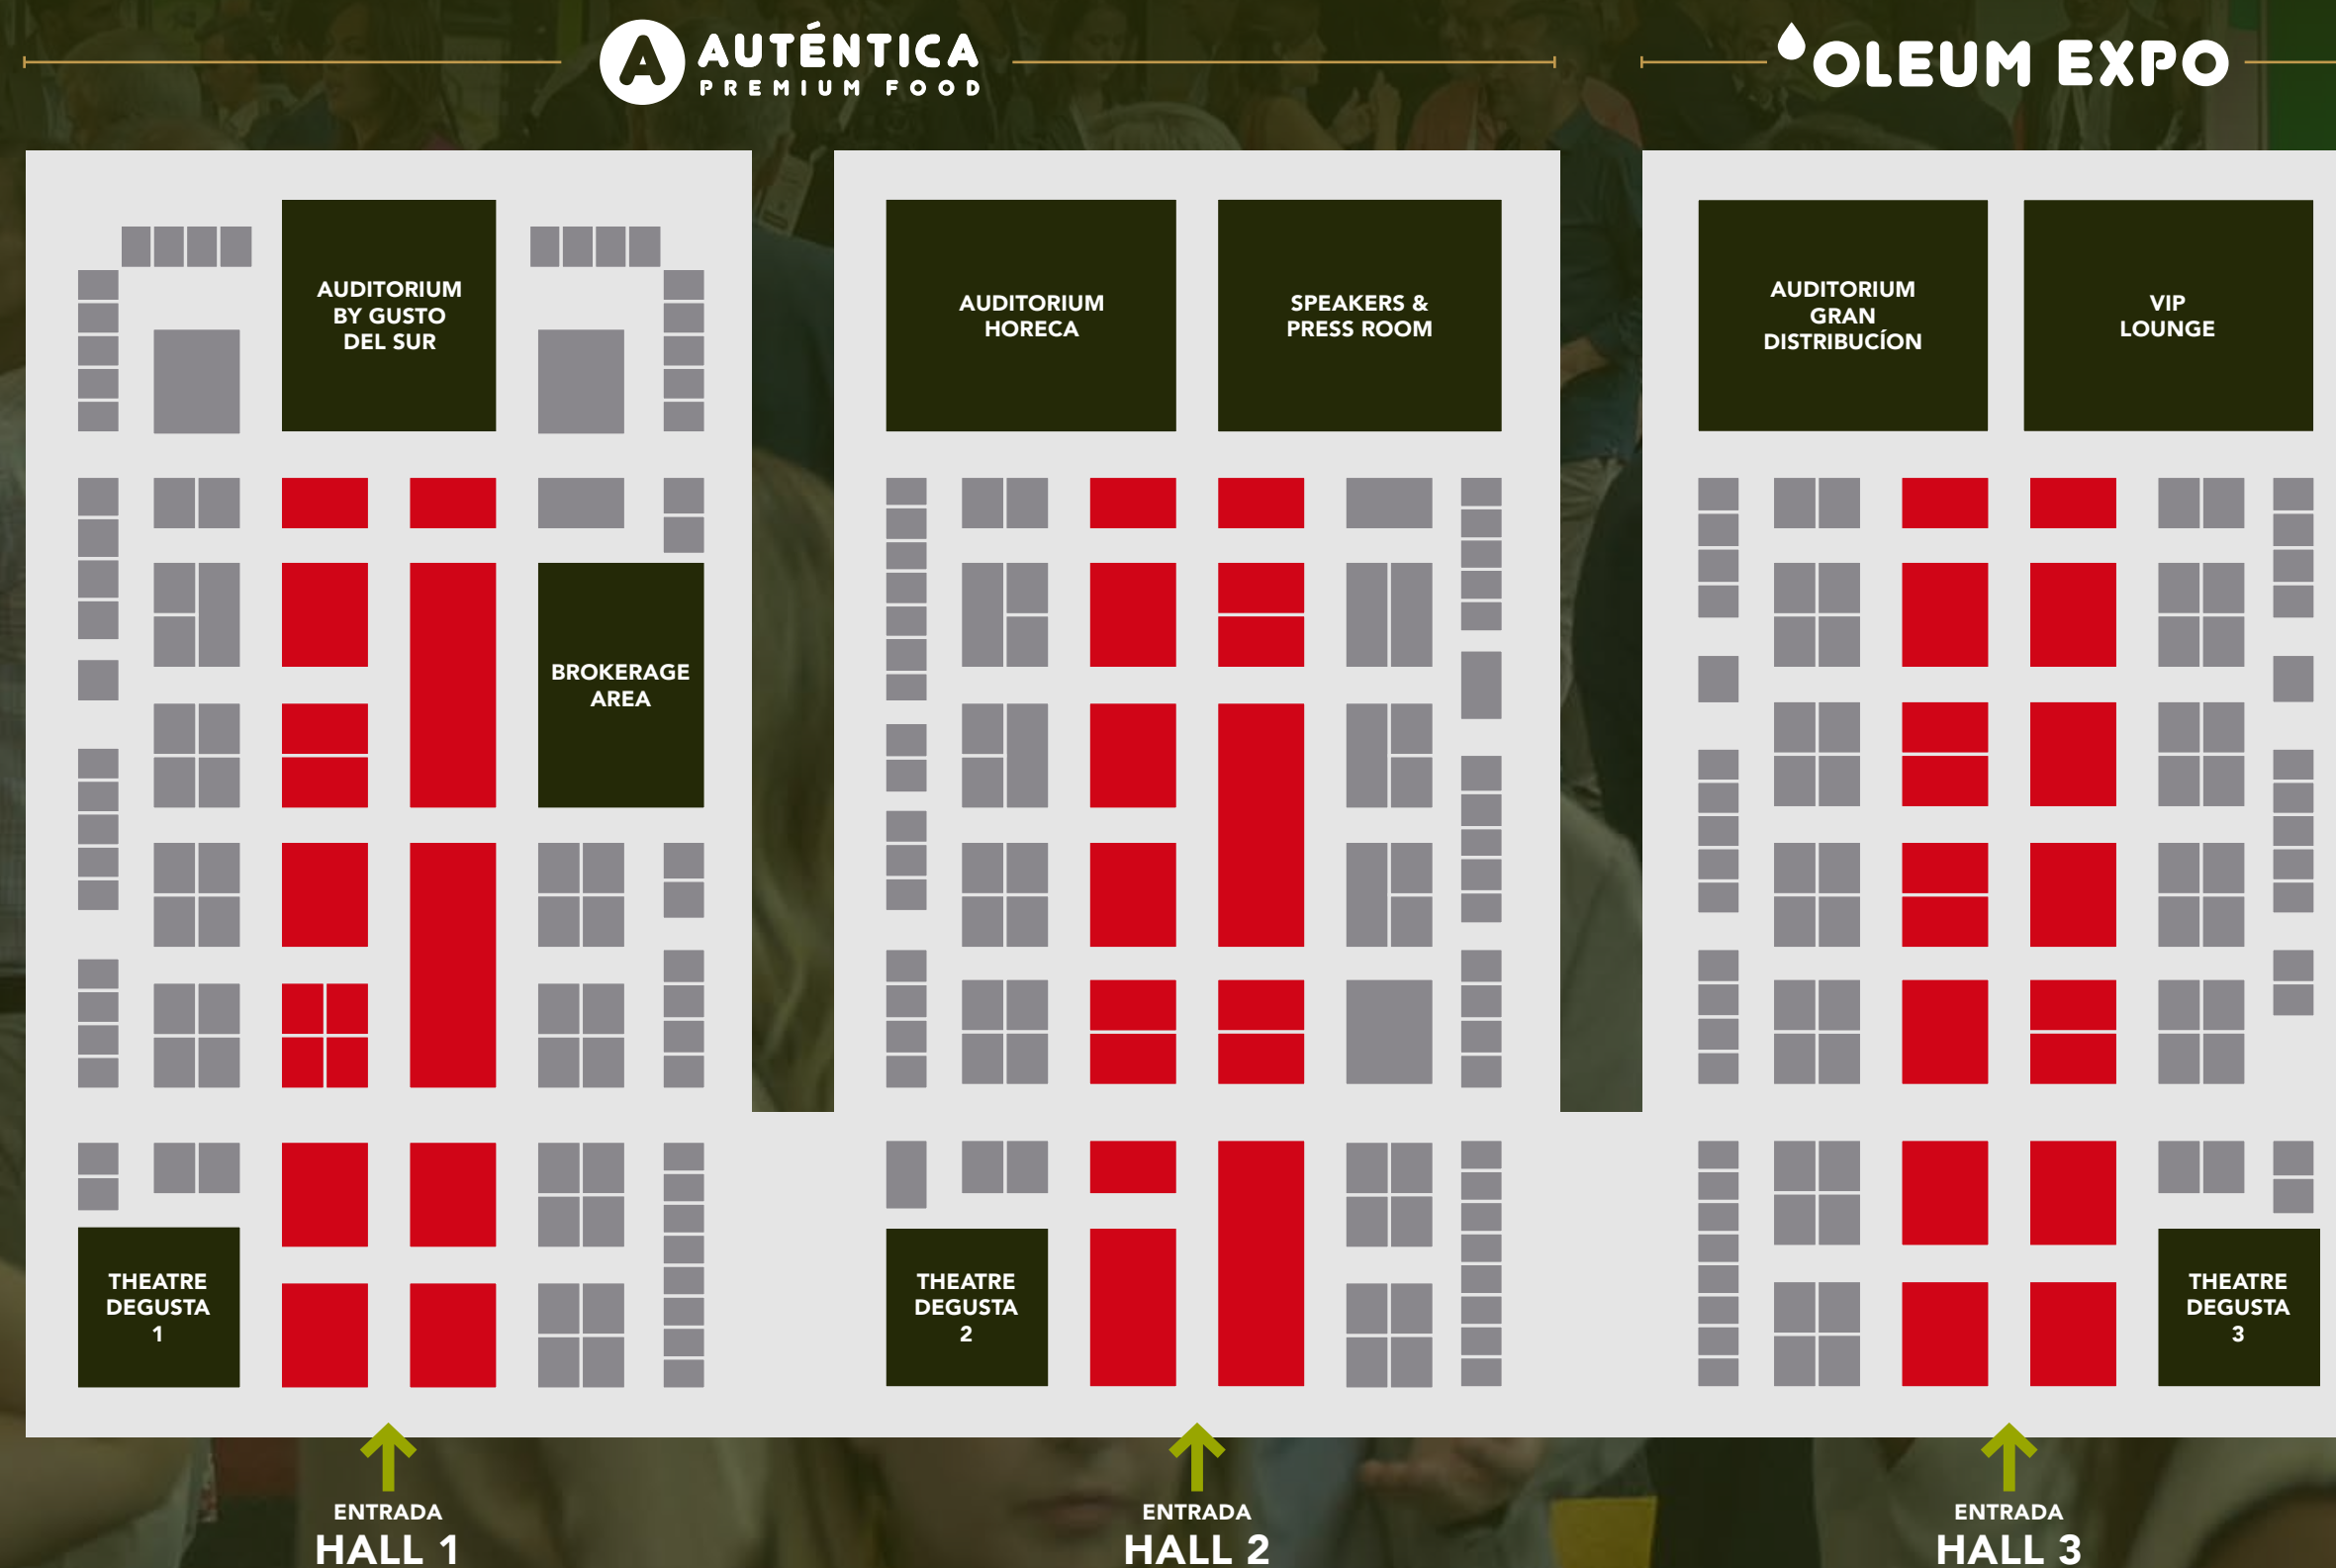 AUTÉNTICA
PREMIUM FOOD
OLEUM EXPO
AUDITORIUM
BY GUSTO
DEL SUR
AUDITORIUM
HORECA
SPEAKERS &
PRESS ROOM
AUDITORIUM
GRAN
DISTRIBUCÍON
VIP
LOUNGE
BROKERAGE
AREA
THEATRE
DEGUSTA
1
THEATRE
DEGUSTA
2
THEATRE
DEGUSTA
3
ENTRADA
HALL 1
ENTRADA
HALL 2
ENTRADA
HALL 3